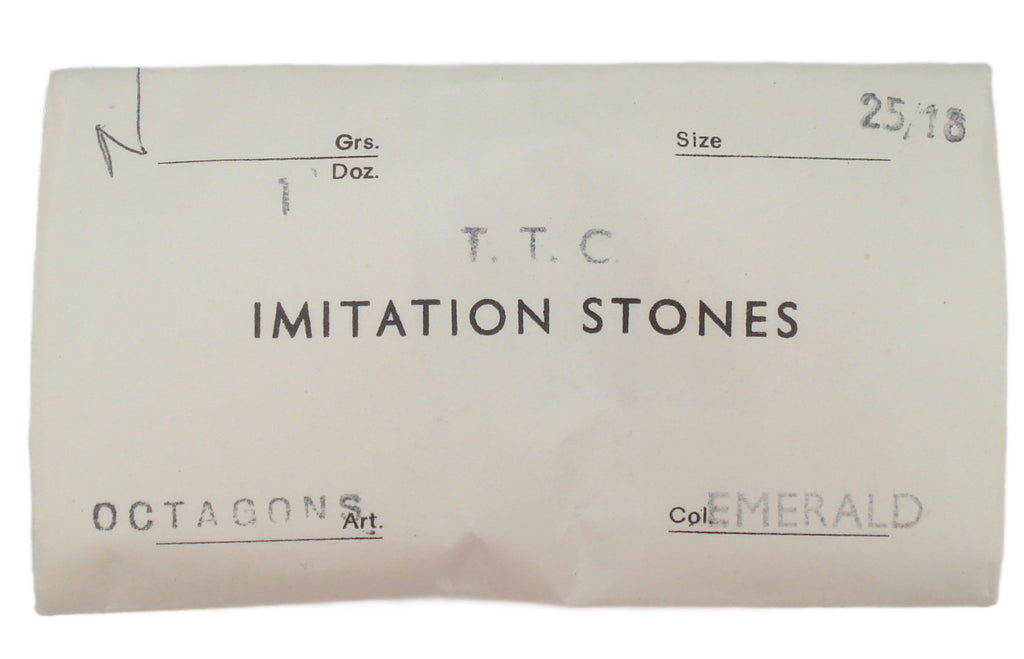 Grs. Size 25/18
Doz.
1
T. T. C.
IMITATION STONES
OCTAGONS Art. Col. EMERALD